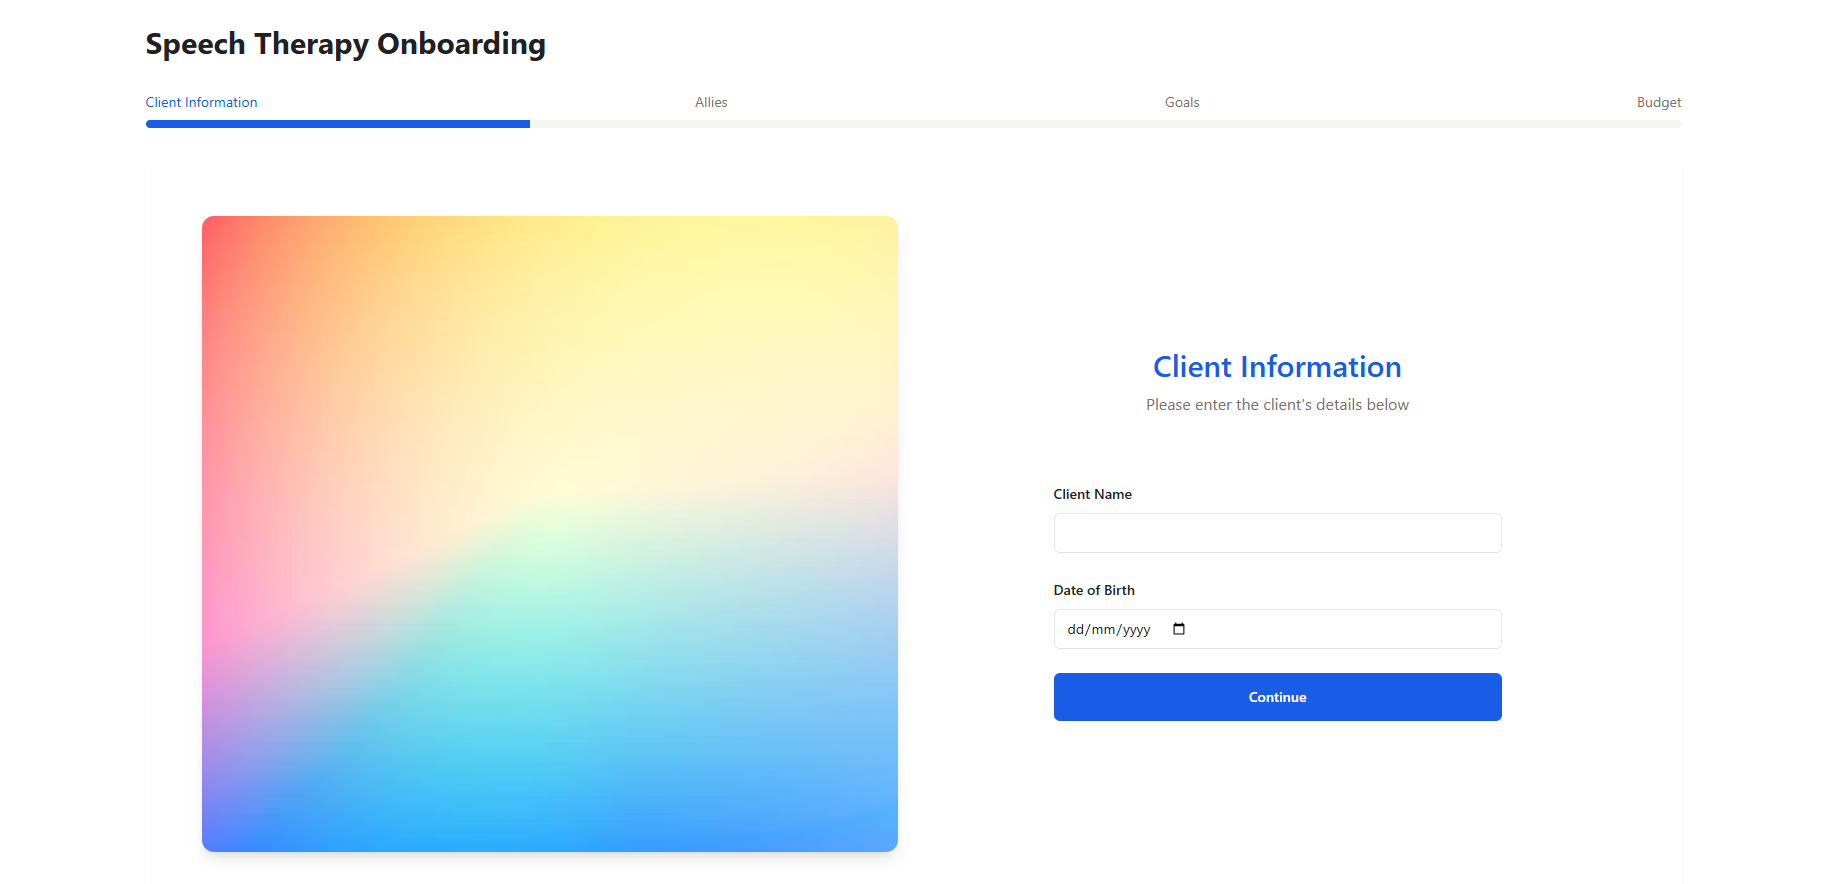 Speech Therapy Onboarding
Client Information Allies Goals Budget
Client Information
Please enter the client's details below
Client Name
Date of Birth
dd/mm/yyyy
Continue